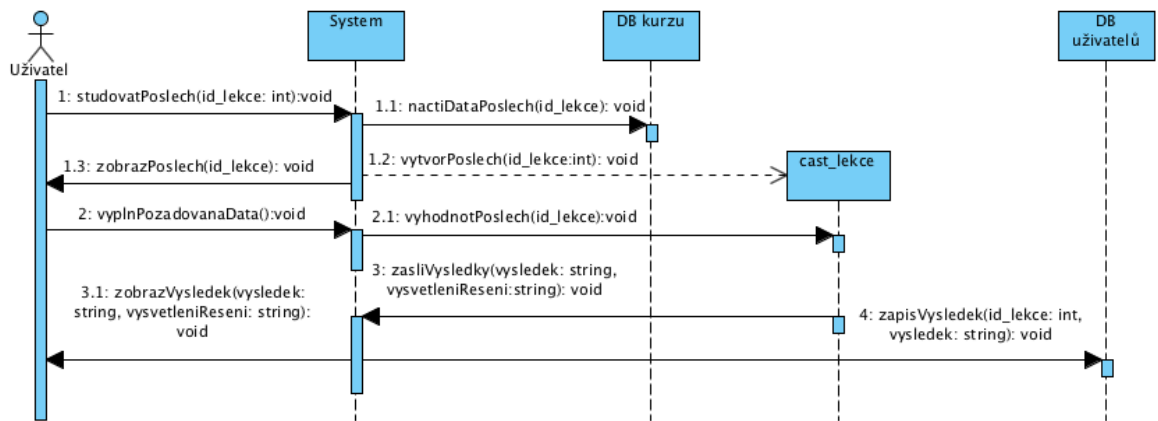 System
DB kurzu
DB
uživatelů
Uživatel
1: studovatPoslech(id_lekce: int):void
1.1: nactiDataPoslech(id_lekce): void
1.2: vytvorPoslech(id_lekce:int): void
cast_lekce
1.3: zobrazPoslech(id_lekce): void
2: vyplnPozadovanaData():void
2.1: vyhodnotPoslech(id_lekce):void
3: zasliVysledky(vysledek: string,
vysvetleniReseni:string): void
3.1: zobrazVysledek(vysledek:
string, vysvetleniReseni: string):
void
4: zapisVysledek(id_lekce: int,
vysledek: string): void